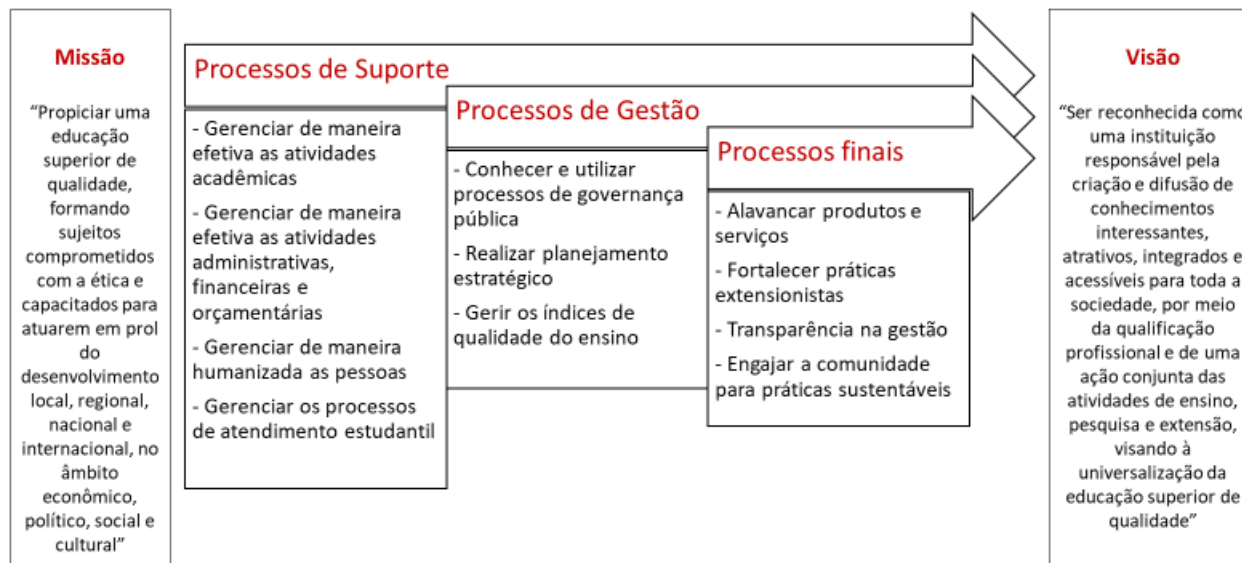 Missão
“Propiciar uma
educação
superior de
qualidade,
formando
sujeitos
comprometidos
com a ética e
capacitados para
atuarem em prol
do
desenvolvimento
local, regional,
nacional e
internacional, no
âmbito
econômico,
político, social e
cultural”
Processos de Suporte
- Gerenciar de maneira
efetiva as atividades
acadêmicas
- Gerenciar de maneira
efetiva as atividades
administrativas,
financeiras e
orçamentárias
- Gerenciar de maneira
humanizada as pessoas
- Gerenciar os processos
de atendimento estudantil
Processos de Gestão
- Conhecer e utilizar
processos de governança
pública
- Realizar planejamento
estratégico
- Gerir os índices de
qualidade do ensino
Processos finais
- Alavancar produtos e
serviços
- Fortalecer práticas
extensionistas
- Transparência na gestão
- Engajar a comunidade
para práticas sustentáveis
Visão
“Ser reconhecida como
uma instituição
responsável pela
criação e difusão de
conhecimentos
interessantes,
atrativos, integrados e
acessíveis para toda a
sociedade, por meio
da qualificação
profissional e de uma
ação conjunta das
atividades de ensino,
pesquisa e extensão,
visando à
universalização da
educação superior de
qualidade”